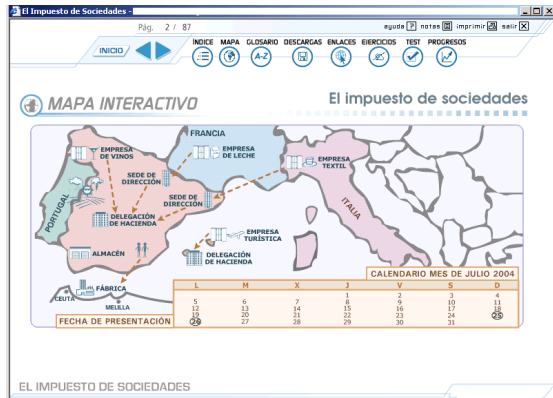 El Impuesto de Sociedades -
Pág. 2 / 87
ayuda ? notas imprimir salir X
INICIO
ÍNDICE MAPA GLOSARIO DESCARGAS ENLACES EJERCICIOS TEST PROGRESOS
A-Z
MAPA INTERACTIVO
El impuesto de sociedades
FRANCIA
EMPRESA
DE VINOS
EMPRESA
DE LECHE
EMPRESA
TEXTIL
SEDE DE
DIRECCIÓN
SEDE DE
DIRECCIÓN
PORTUGAL
ITALIA
DELEGACIÓN
DE HACIENDA
EMPRESA
TURÍSTICA
ALMACÉN
DELEGACIÓN
DE HACIENDA
FÁBRICA
CEUTA
MELILLA
CALENDARIO MES DE JULIO 2004
L M X J V S D
1 2 3 4
5 6 7 8 9 10 11
12 13 14 15 16 17 18
19 20 21 22 23 24 25
26 27 28 29 30 31
FECHA DE PRESENTACIÓN
EL IMPUESTO DE SOCIEDADES